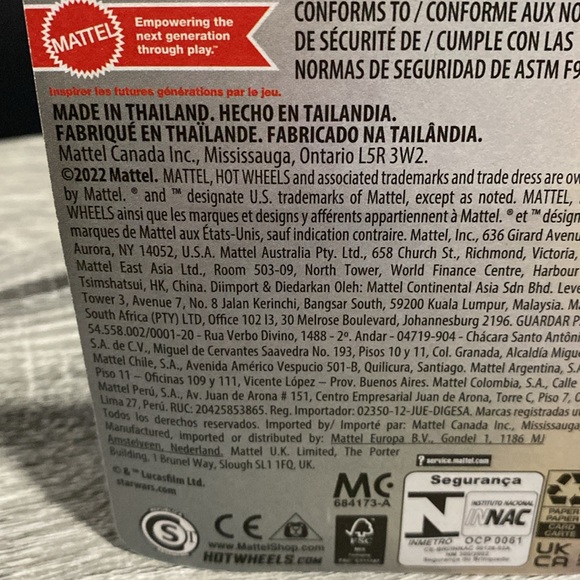 MATTEL
Empowering the
next generation
through play.™
Inspirer les futures générations par le jeu.
CONFORMS TO / CONFORME AUX
DE SÉCURITÉ DE / CUMPLE CON LAS
NORMAS DE SEGURIDAD DE ASTM
MADE IN THAILAND. HECHO EN TAILANDIA.
FABRIQUÉ EN THAÏLANDE. FABRICADO NA TAILÂNDIA.
Mattel Canada Inc., Mississauga, Ontario L5R 3W2.
©2022 Mattel. MATTEL, HOT WHEELS and associated trademarks and trade dress are
by Mattel. ® and ™ designate U.S. trademarks of Mattel, except as noted. MATTEL,
WHEELS ainsi que les marques et designs y afférents appartiennent à Mattel. ® et ™
marques de Mattel aux États-Unis, sauf indication contraire. Mattel, Inc., 636 Girard
Aurora, NY 14052, U.S.A. Mattel Australia Pty. Ltd., 658 Church St., Richmond, Victoria,
Mattel East Asia Ltd., Room 503-09, North Tower, World Finance Centre, Harbour
Tsimshatsui, HK, China. Diimport & Diedarkan Oleh: Mattel Continental Asia Sdn Bhd.
Tower 3, Avenue 7, No. 8 Jalan Kerinchi, Bangsar South, 59200 Kuala Lumpur, Malaysia.
South Africa (PTY) LTD, Office 102 I3, 30 Melrose Boulevard, Johannesburg 2196. GUARDAR
54.558.002/0001-20 - Rua Verbo Divino, 1488 - 2º. Andar - 04719-904 - Chácara Santo
S.A. de C.V., Miguel de Cervantes Saavedra No. 193, Pisos 10 y 11, Col. Granada, Alcaldía
Mattel Chile, S.A., Avenida Américo Vespucio 501-B, Quilicura, Santiago. Mattel Argentina, S.A.
Piso 11 – Oficinas 109 y 111, Vicente López – Prov. Buenos Aires. Mattel Colombia, S.A., Calle
Mattel Perú, S.A., Av. Juan de Arona # 151, Centro Empresarial Juan de Arona, Torre C, Piso 7,
Lima 27, Perú. RUC: 20425853865. Reg. Importador: 02350-12-JUE-DIGESA. Marcas registradas
Todos los derechos reservados. Imported by/ Importé par: Mattel Canada Inc.,
Manufactured, imported or distributed by: Mattel Europa B.V., Gondel 1, 1186 MJ
Amstelveen, Nederland. Mattel U.K. Limited, The Porter
Building, 1 Brunel Way, Slough SL1 1FQ, UK.
service.mattel.com
© & ™ Lucasfilm Ltd.
starwars.com
S
CE
www.MattelShop.com
HOTWHEELS.COM
MC
684173-A
FSC
MIX
Segurança
INSTITUTO NACIONAL
INNAC
INMETRO
OCP 0061
PAPER
CARD
CARTE
UK
CA